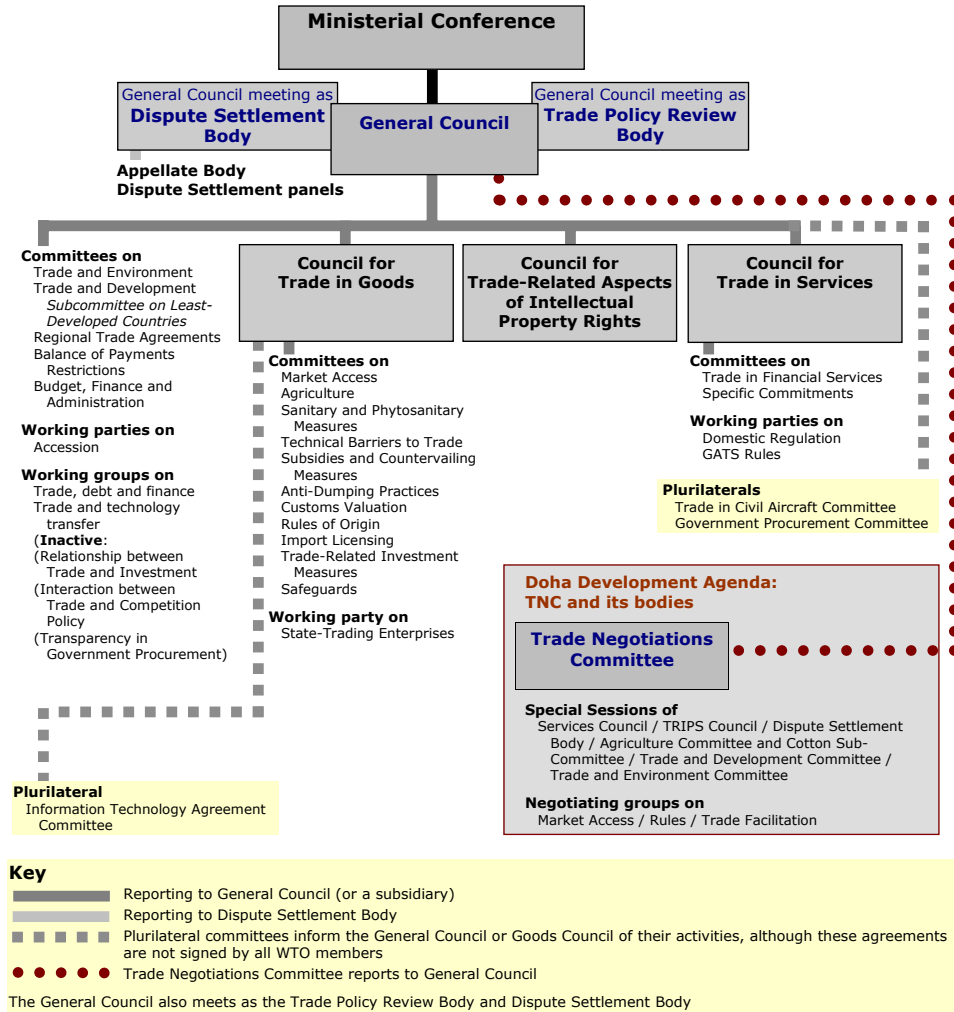 Ministerial Conference
General Council meeting as
Dispute Settlement
Body
General Council
General Council meeting as
Trade Policy Review
Body
Appellate Body
Dispute Settlement panels
Committees on
Trade and Environment
Trade and Development
Subcommittee on Least-
Developed Countries
Regional Trade Agreements
Balance of Payments
Restrictions
Budget, Finance and
Administration
Working parties on
Accession
Working groups on
Trade, debt and finance
Trade and technology
transfer
(Inactive:
(Relationship between
Trade and Investment
(Interaction between
Trade and Competition
Policy
(Transparency in
Government Procurement)
Council for
Trade in Goods
Committees on
Market Access
Agriculture
Sanitary and Phytosanitary
Measures
Technical Barriers to Trade
Subsidies and Countervailing
Measures
Anti-Dumping Practices
Customs Valuation
Rules of Origin
Import Licensing
Trade-Related Investment
Measures
Safeguards
Working party on
State-Trading Enterprises
Council for
Trade-Related Aspects
of Intellectual
Property Rights
Council for
Trade in Services
Committees on
Trade in Financial Services
Specific Commitments
Working parties on
Domestic Regulation
GATS Rules
Plurilaterals
Trade in Civil Aircraft Committee
Government Procurement Committee
Doha Development Agenda:
TNC and its bodies
Trade Negotiations
Committee
Special Sessions of
Services Council / TRIPS Council / Dispute Settlement
Body / Agriculture Committee and Cotton Sub-
Committee / Trade and Development Committee /
Trade and Environment Committee
Negotiating groups on
Market Access / Rules / Trade Facilitation
Plurilateral
Information Technology Agreement
Committee
Key
Reporting to General Council (or a subsidiary)
Reporting to Dispute Settlement Body
Plurilateral committees inform the General Council or Goods Council of their activities, although these agreements
are not signed by all WTO members
Trade Negotiations Committee reports to General Council
The General Council also meets as the Trade Policy Review Body and Dispute Settlement Body